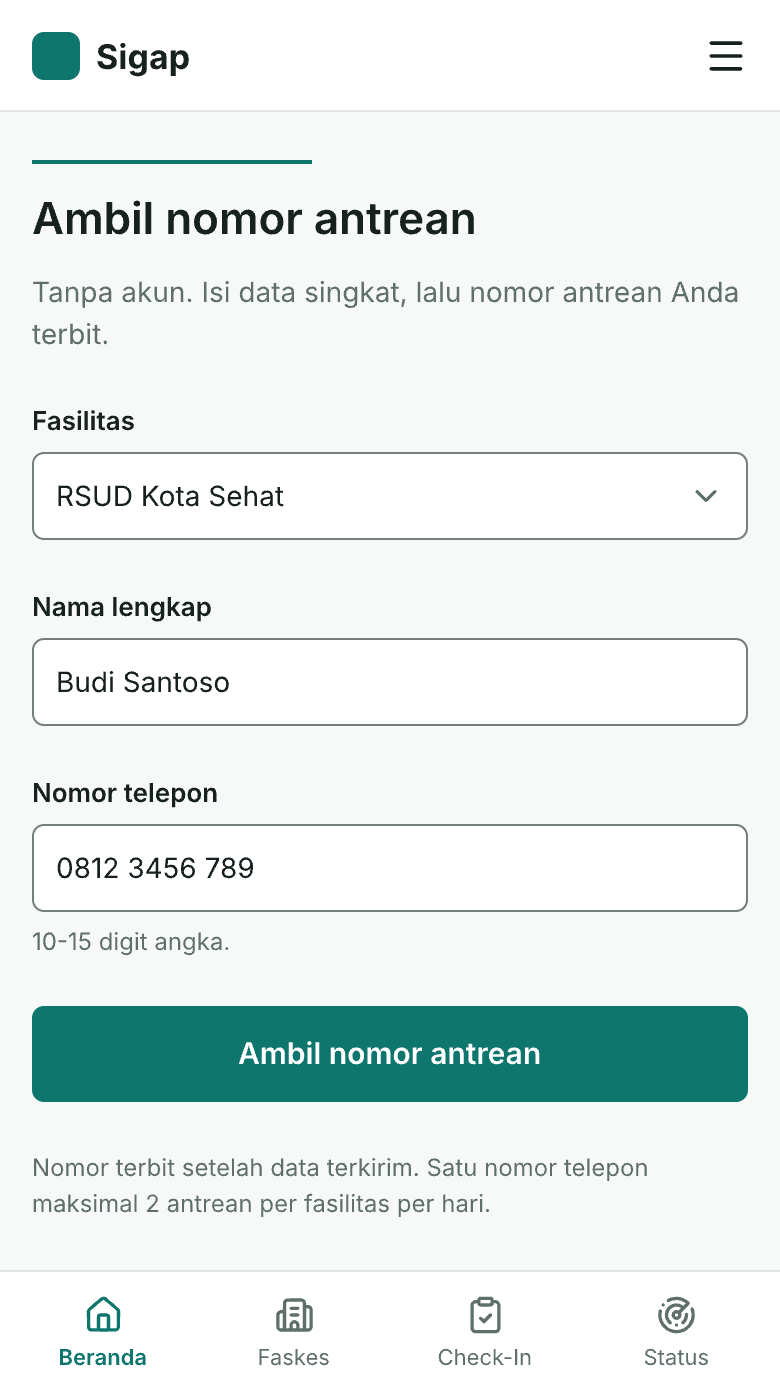 Sigap
Ambil nomor antrean
Tanpa akun. Isi data singkat, lalu nomor antrean Anda
terbit.
Fasilitas
RSUD Kota Sehat
Nama lengkap
Budi Santoso
Nomor telepon
0812 3456 789
10-15 digit angka.
Ambil nomor antrean
Nomor terbit setelah data terkirim. Satu nomor telepon
maksimal 2 antrean per fasilitas per hari.
Beranda
Faskes
Check-In
Status